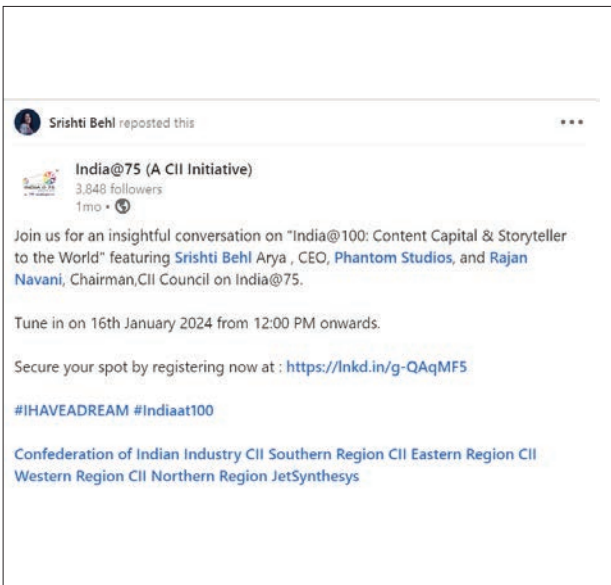 Srishti Behl reposted this
India@75 (A CII Initiative)
3,848 followers
1mo •
Join us for an insightful conversation on "India@100: Content Capital & Storyteller
to the World" featuring Srishti Behl Arya , CEO, Phantom Studios, and Rajan
Navani, Chairman,CII Council on India@75.
Tune in on 16th January 2024 from 12:00 PM onwards.
Secure your spot by registering now at : https://lnkd.in/g-QAqMF5
#IHAVEADREAM #Indiaat100
Confederation of Indian Industry CII Southern Region CII Eastern Region CII
Western Region CII Northern Region JetSynthesys